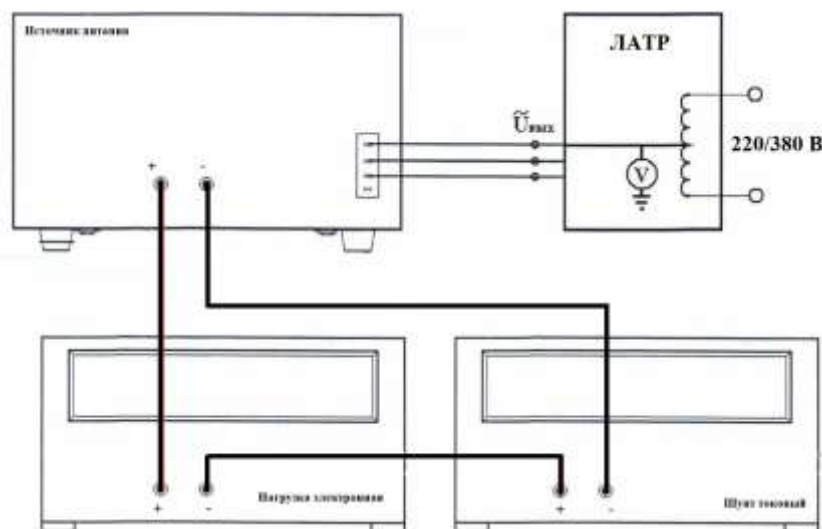 Источник питания
ЛАТР
Ũвых
220/380 В
+ -
V
+ -
Нагрузка электронная
+ -
Шунт токовый